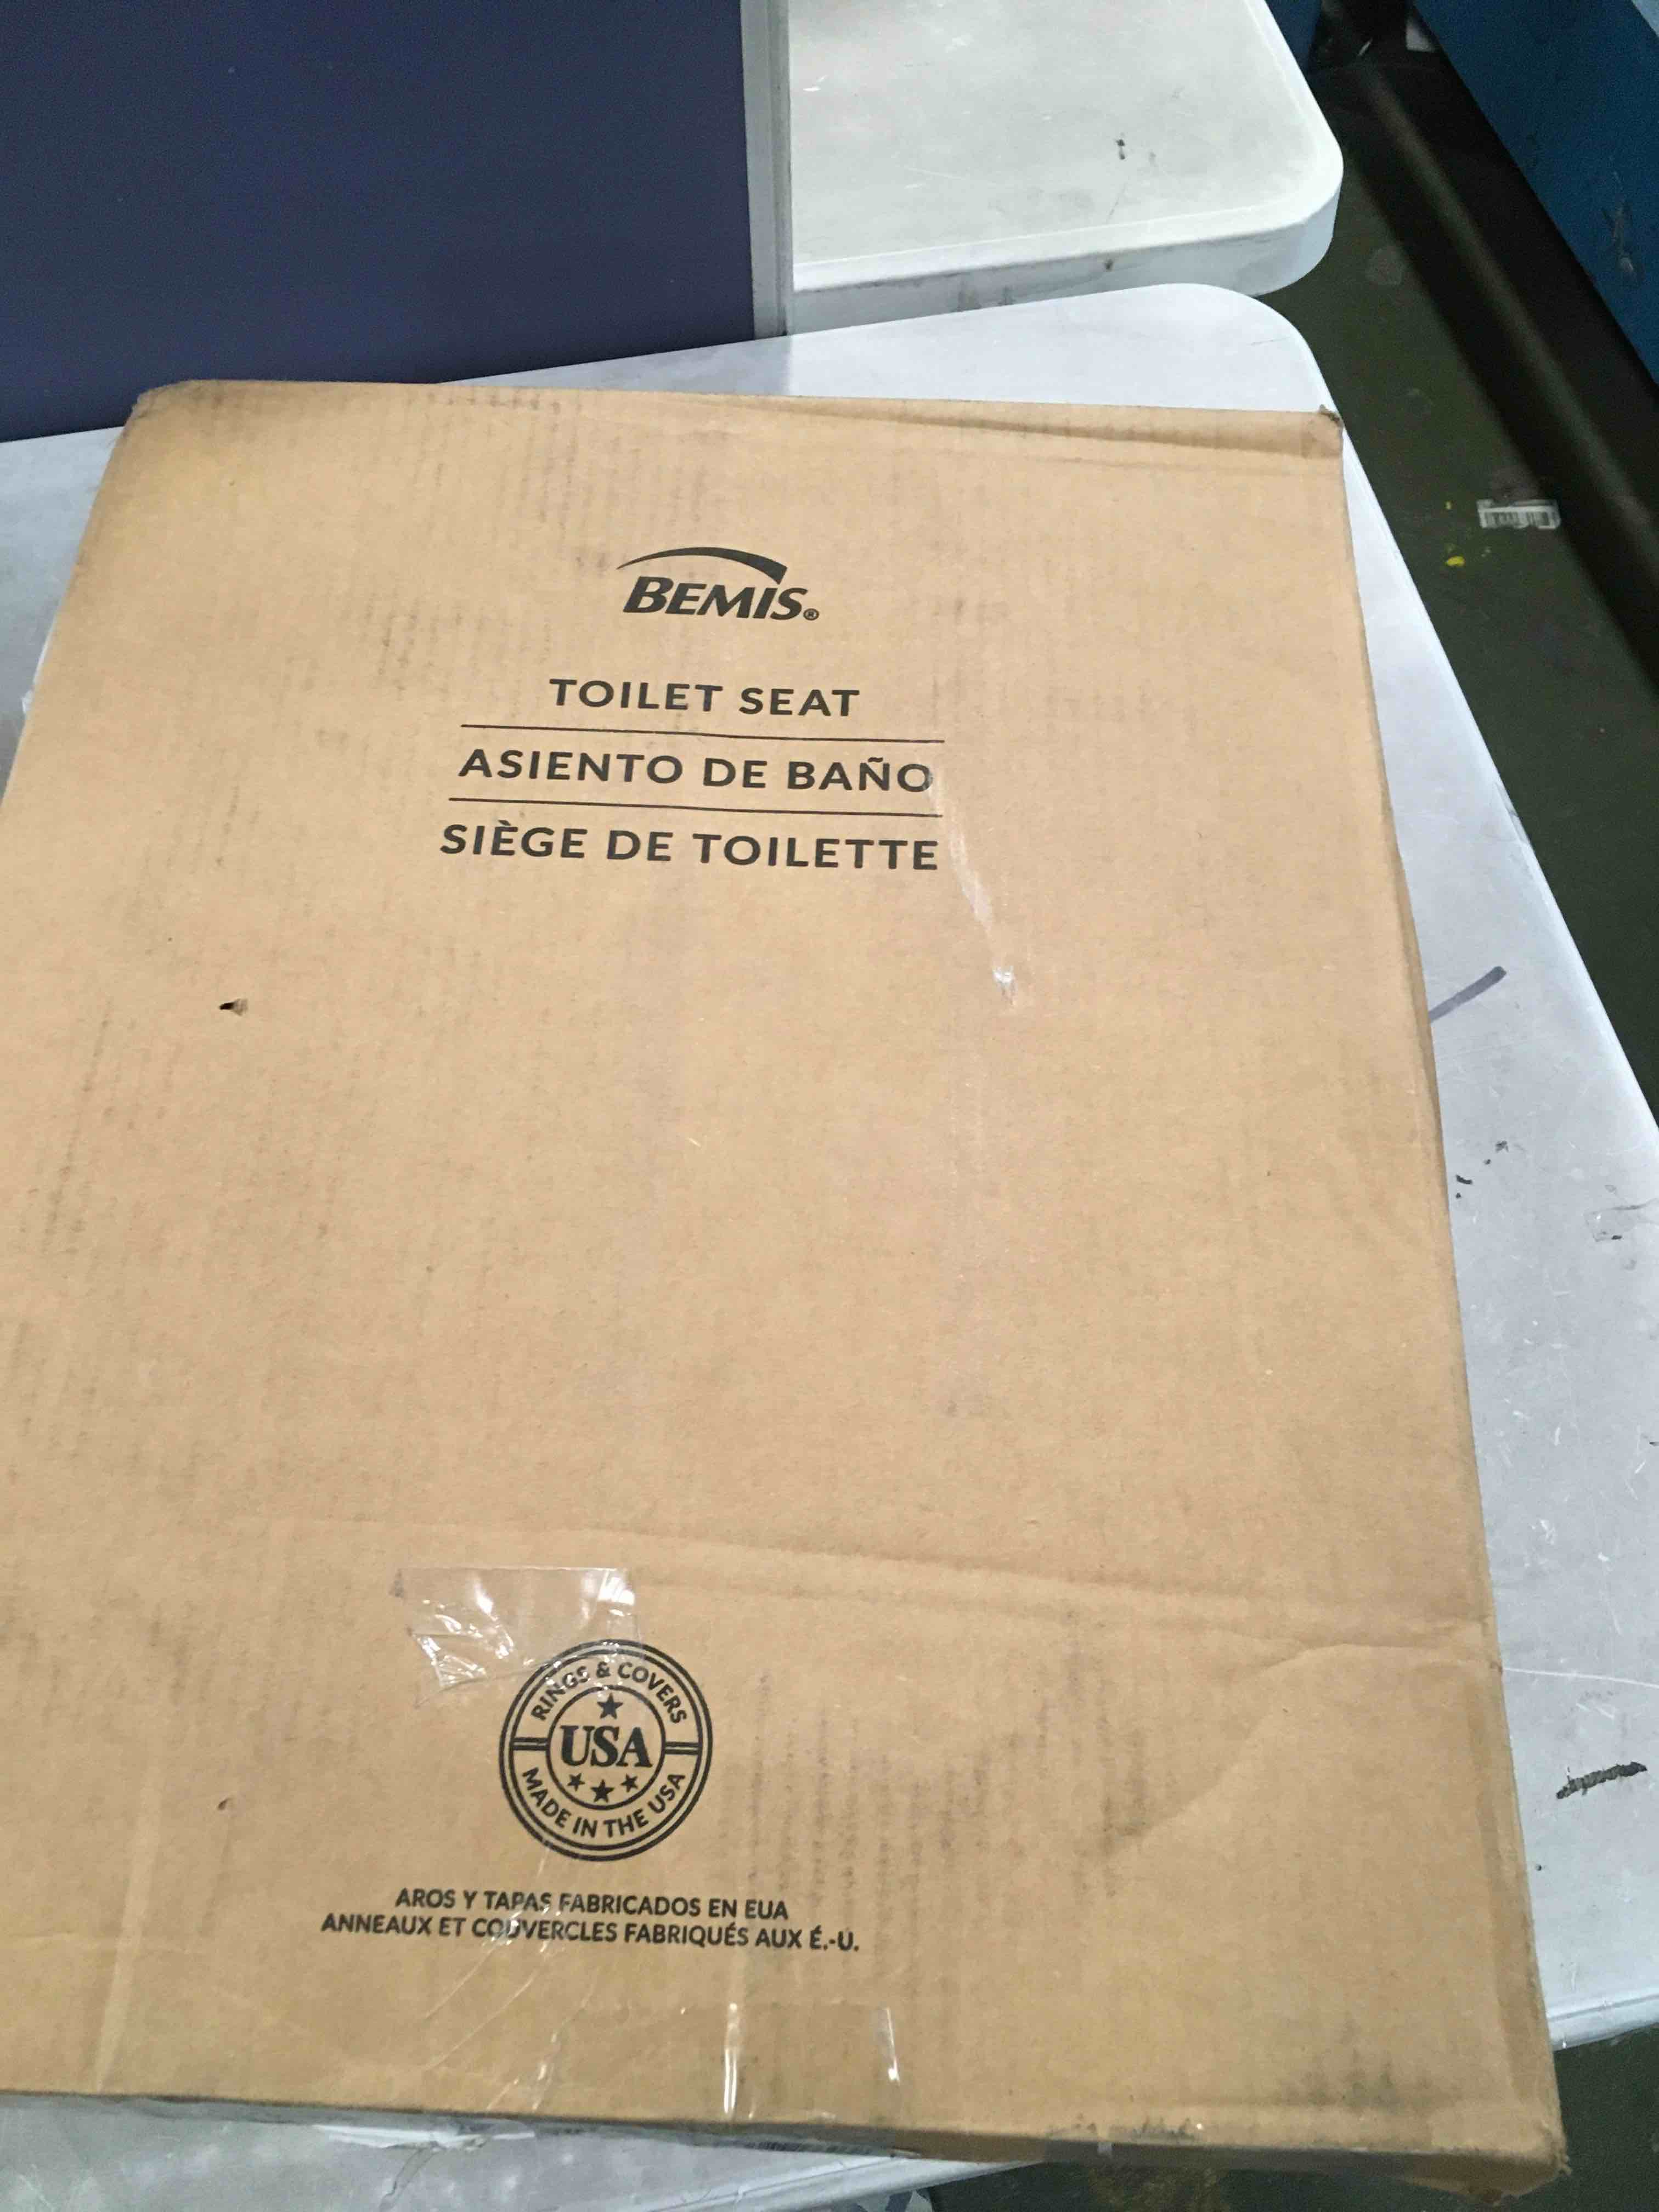 BEMIS®
TOILET SEAT
ASIENTO DE BAÑO
SIÈGE DE TOILETTE
RINGS & COVERS
USA
MADE IN THE USA
AROS Y TAPAS FABRICADOS EN EUA
ANNEAUX ET COUVERCLES FABRIQUÉS AUX É.-U.